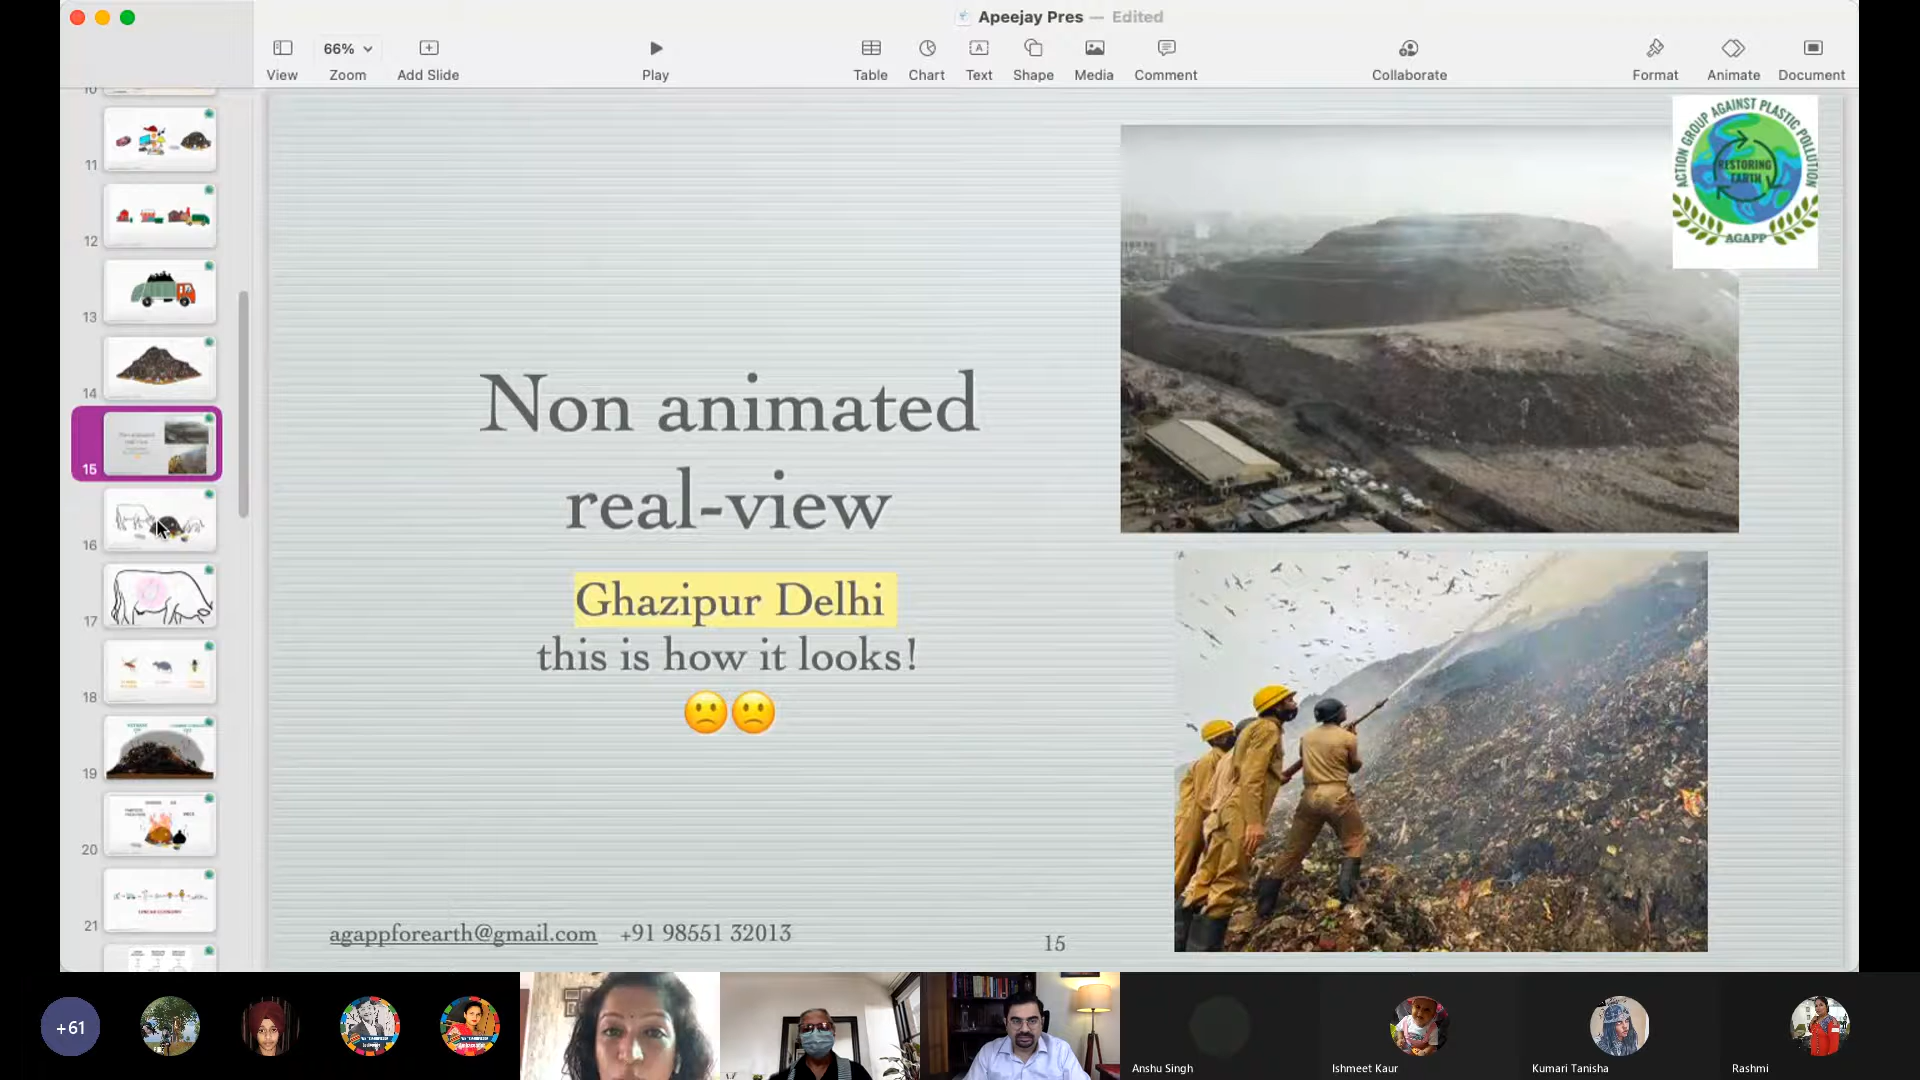 Apeejay Pres — Edited
66%
View
Zoom
Add Slide
Play
Table
Chart
Text
Shape
Media
Comment
Collaborate
Format
Animate
Document
10
11
12
13
14
15
16
17
18
19
20
21
LINEAR ECONOMY
ACTION GROUP AGAINST PLASTIC POLLUTION
RESTORING
EARTH
AGAPP
Non animated
real-view
Ghazipur Delhi
this is how it looks!
agappforearth@gmail.com +91 98551 32013
15
+61
Anshu Singh
Ishmeet Kaur
Kumari Tanisha
Rashmi